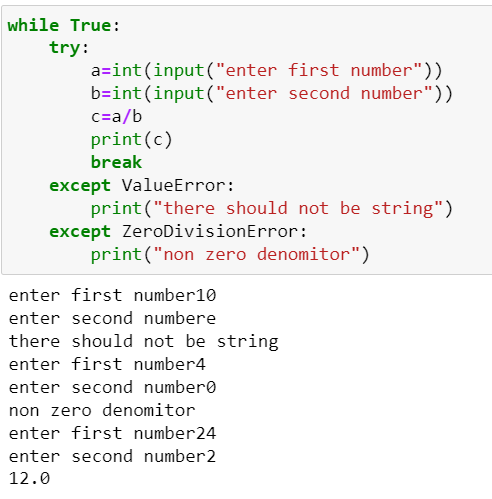 while True:
    try:
        a=int(input("enter first number"))
        b=int(input("enter second number"))
        c=a/b
        print(c)
        break
    except ValueError:
        print("there should not be string")
    except ZeroDivisionError:
        print("non zero denomitor")
enter first number10
enter second numbere
there should not be string
enter first number4
enter second number0
non zero denomitor
enter first number24
enter second number2
12.0